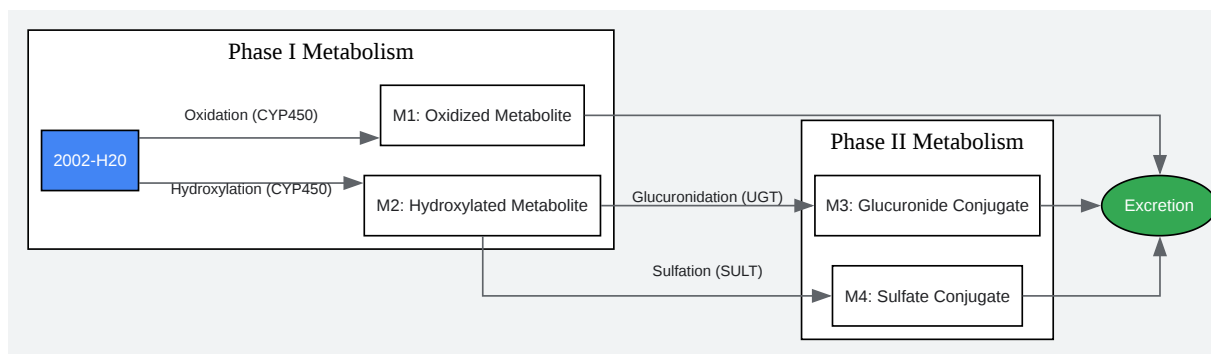 Phase I Metabolism
Oxidation (CYP450)
M1: Oxidized Metabolite
2002-H20
Hydroxylation (CYP450)
M2: Hydroxylated Metabolite
Glucuronidation (UGT)
Sulfation (SULT)
Phase II Metabolism
M3: Glucuronide Conjugate
M4: Sulfate Conjugate
Excretion